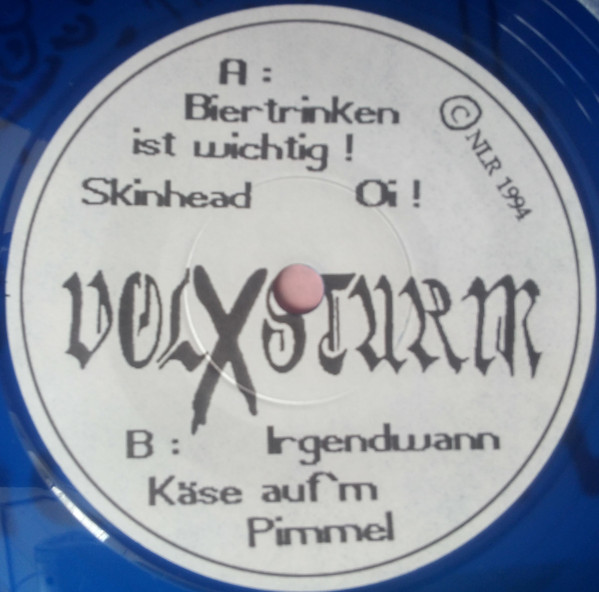 A :
Biertrinken
ist wichtig !
Skinhead Oi !
© NLR 1994
VOLXSTURM
B : Irgendwann
Käse auf'm
Pimmel